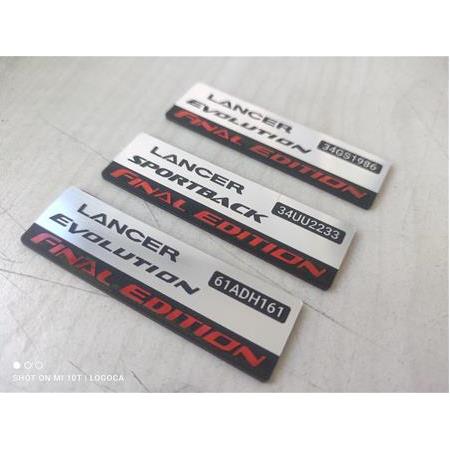 LANCER
EVOLUTION
34GS1986
FINAL EDITION
LANCER
SPORTBACK
34UU2233
FINAL EDITION
LANCER
EVOLUTION
61ADH161
FINAL EDITION
SHOT ON MI 10T | LOGOCA